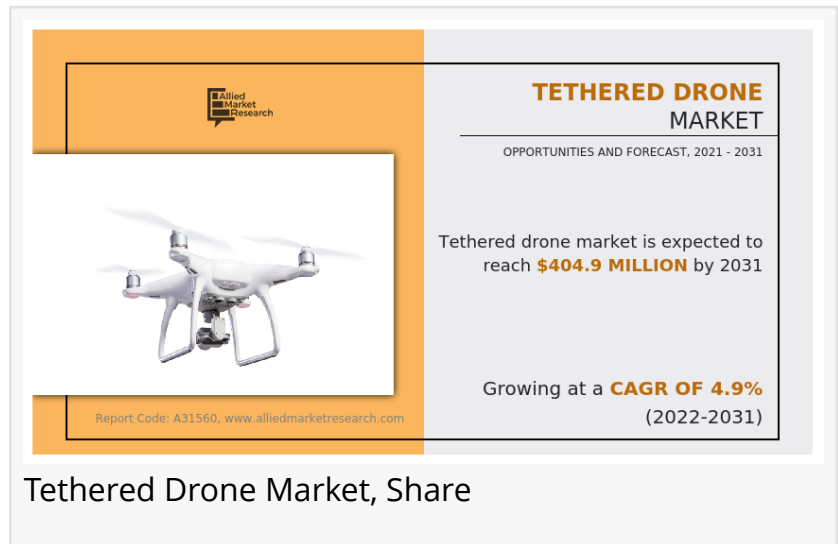 Allied
Market
Research
TETHERED DRONE
MARKET
OPPORTUNITIES AND FORECAST, 2021 - 2031
Tethered drone market is expected to
reach $404.9 MILLION by 2031
Growing at a CAGR OF 4.9%
(2022-2031)
Report Code: A31560, www.alliedmarketresearch.com
Tethered Drone Market, Share